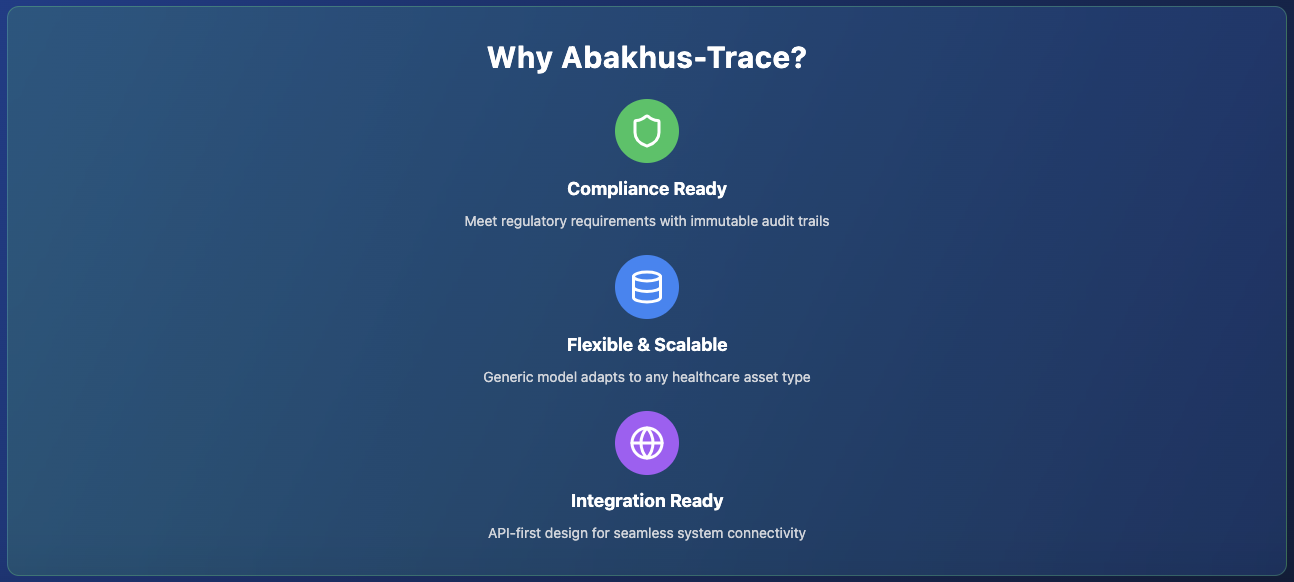 Why Abakhus-Trace?
Compliance Ready
Meet regulatory requirements with immutable audit trails
Flexible & Scalable
Generic model adapts to any healthcare asset type
Integration Ready
API-first design for seamless system connectivity